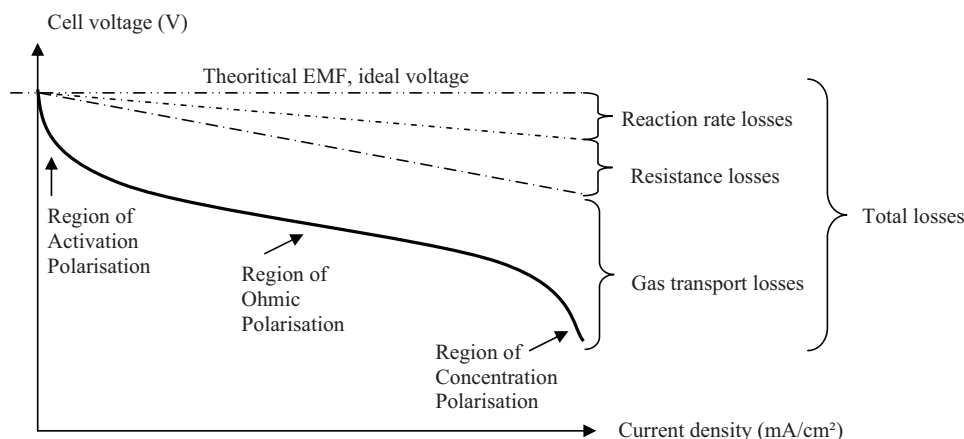 Cell voltage (V)
Theoritical EMF, ideal voltage
Reaction rate losses
Resistance losses
Total losses
Region of
Activation
Polarisation
Region of
Ohmic
Polarisation
Gas transport losses
Region of
Concentration
Polarisation
Current density (mA/cm²)